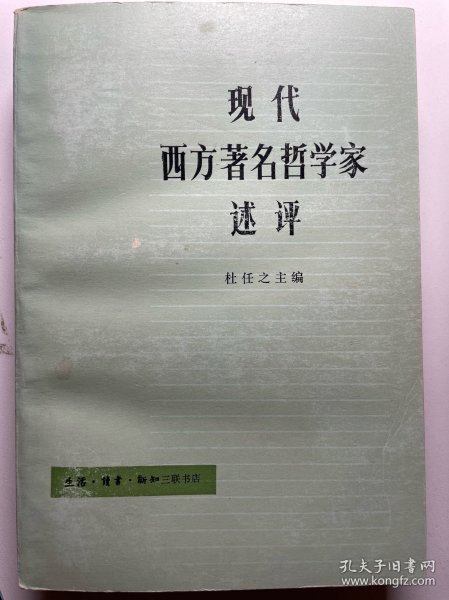 现代
西方著名哲学家
述评
杜任之主编
生活·读书·新知三联书店
孔夫子旧书网
www.kongfz.com